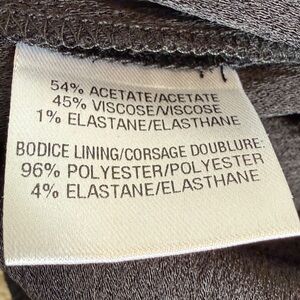 54% ACETATE/ACETATE
45% VISCOSE/VISCOSE
1% ELASTANE/ELASTHANE
BODICE LINING/CORSAGE DOUBLURE:
96% POLYESTER/POLYESTER
4% ELASTANE/ELASTHANE